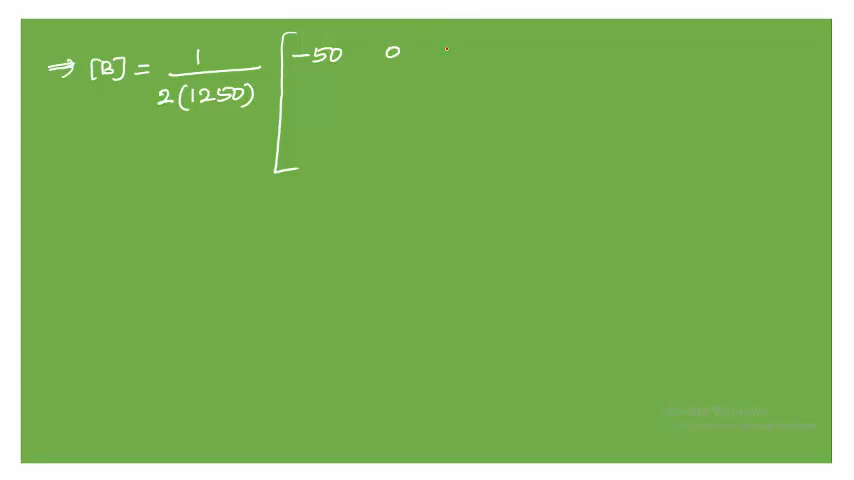 ⇒ [B] = 1 / 2(1250) [ -50 0